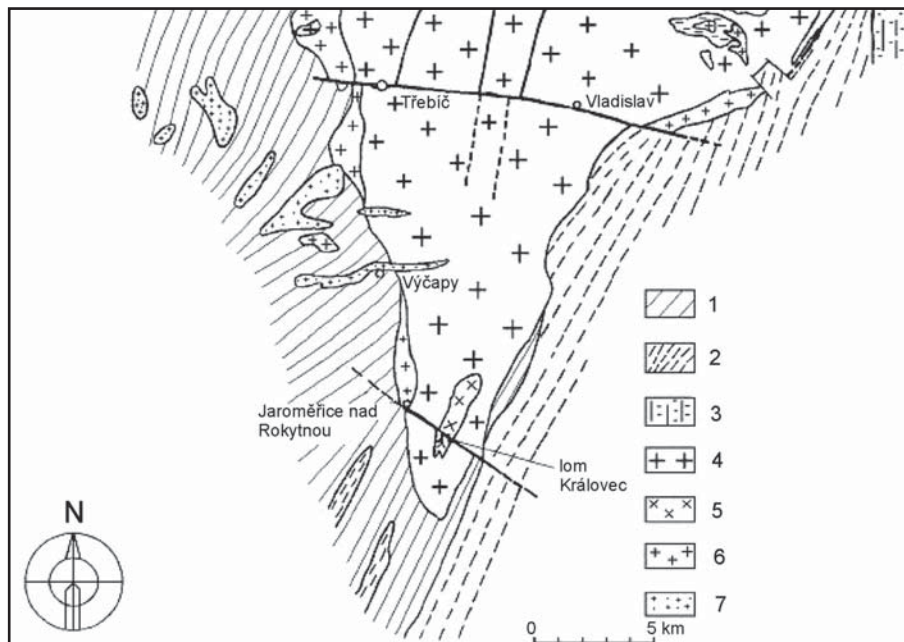 Třebíč
Vladislav
Výčapy
Jaroměřice nad
Rokytnou
lom
Královec
1
2
3
4
5
6
7
N
0 5 km